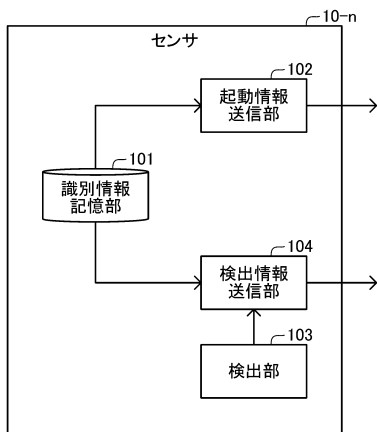 10-n
センサ
102
起動情報
送信部
101
識別情報
記憶部
104
検出情報
送信部
103
検出部